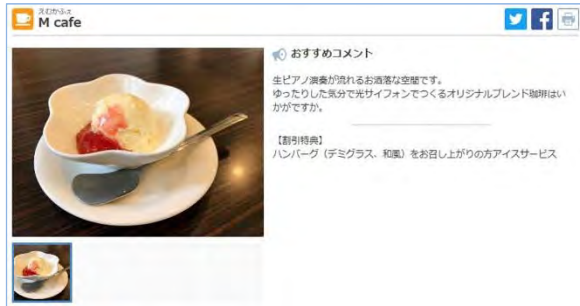 えむかふぇ
M cafe
おすすめコメント
生ピアノ演奏が流れるお洒落な空間です。
ゆったりした気分で光サイフォンでつくるオリジナルブレンド珈琲はい
かがですか。
【割引特典】
ハンバーグ（デミグラス、和風）をお召し上がりの方アイスサービス